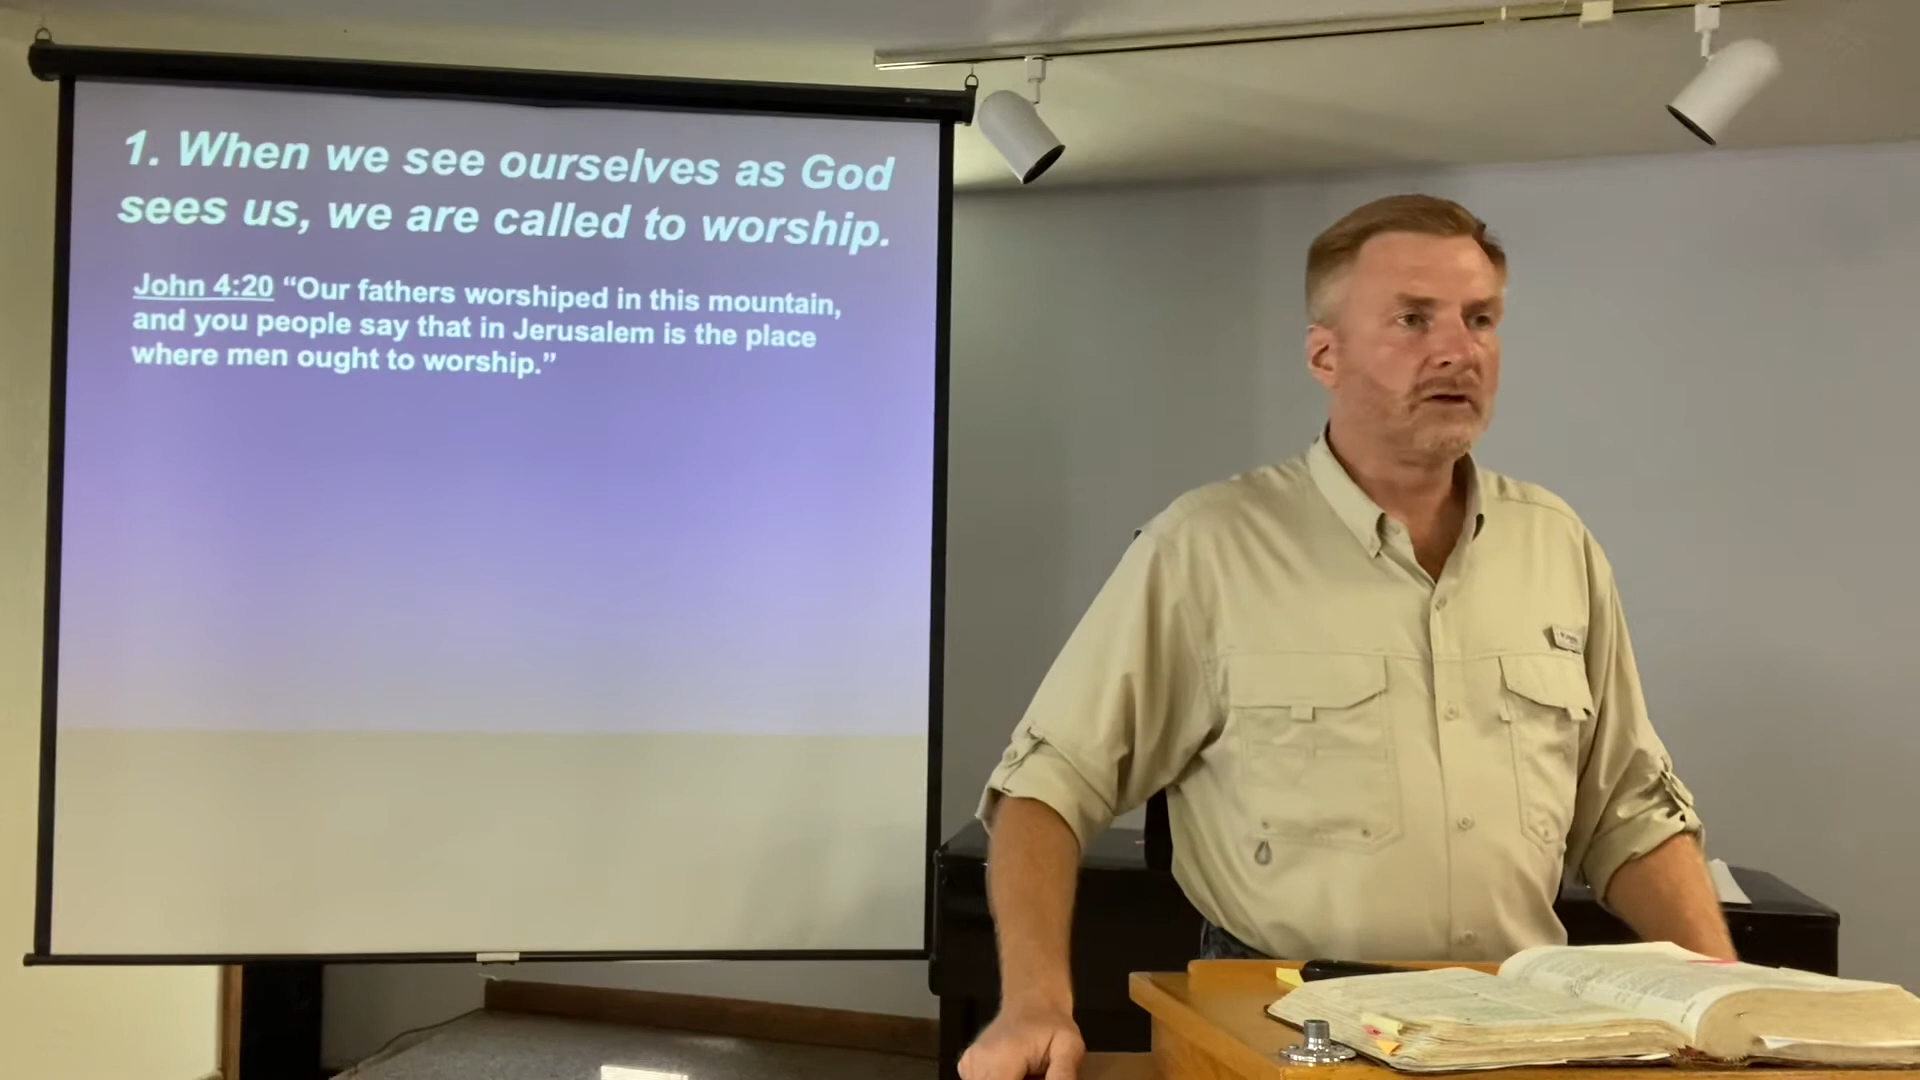 1. When we see ourselves as God
sees us, we are called to worship.
John 4:20 “Our fathers worshiped in this mountain,
and you people say that in Jerusalem is the place
where men ought to worship.”